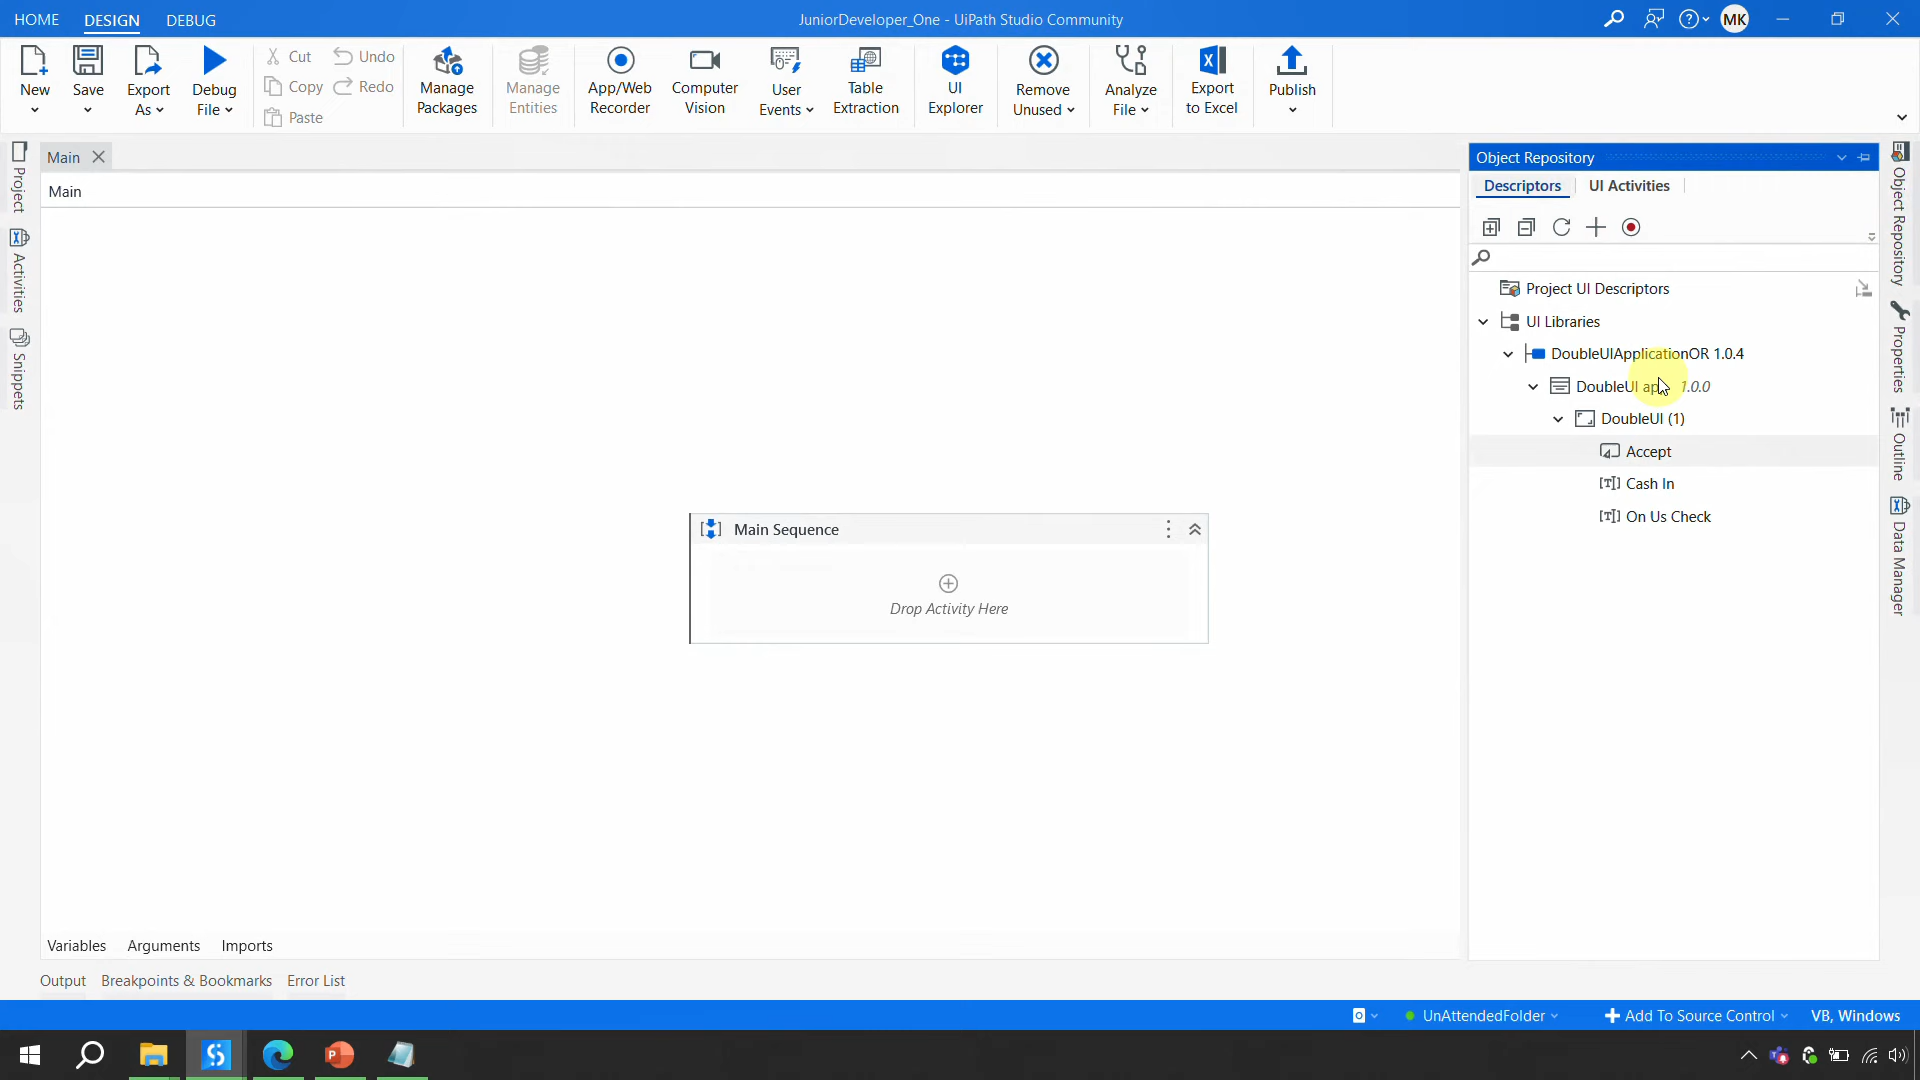 HOME DESIGN DEBUG
JuniorDeveloper_One - UiPath Studio Community
MK
New
Save
Export As
Debug File
Cut
Copy
Paste
Undo
Redo
Manage Packages
Manage Entities
App/Web Recorder
Computer Vision
User Events
Table Extraction
UI Explorer
Remove Unused
Analyze File
Export to Excel
Publish
Project
Activities
Snippets
Main
Main
Main Sequence
Drop Activity Here
Object Repository
Descriptors UI Activities
Project UI Descriptors
UI Libraries
DoubleUIApplicationOR 1.0.4
DoubleUI 1.0.0
DoubleUI (1)
Accept
Cash In
On Us Check
Object Repository
Properties
Outline
Data Manager
Variables Arguments Imports
Output Breakpoints & Bookmarks Error List
UnAttendedFolder Add To Source Control VB, Windows